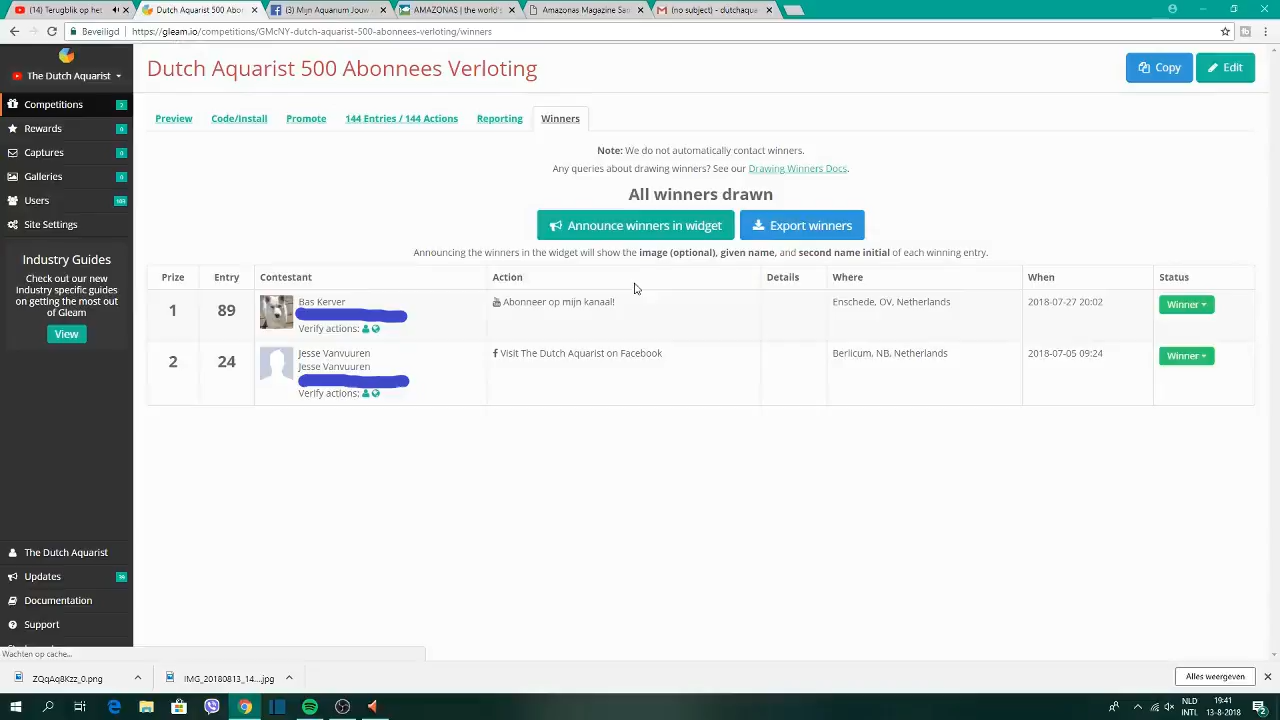 (14) Terugblik op het
Dutch Aquarist 500 Abo
(3) Mijn Aquarium Jouw
AMAZONAS | the world's
Amazonas Magazine Sa
(no subject) - dutchaqua
Beveiligd | https://gleam.io/competitions/GMcNY-dutch-aquarist-500-abonnees-verloting/winners
The Dutch Aquarist
Competitions 2
Rewards 0
Captures 0
Galleries 0
Users 103
Site Settings
Industry Guides
Check out our new
Industry specific guides
on getting the most out
of Gleam
View
The Dutch Aquarist
Updates 34
Documentation
Support
Dutch Aquarist 500 Abonnees Verloting
Copy
Edit
Preview Code/Install Promote 144 Entries / 144 Actions Reporting Winners
Note: We do not automatically contact winners.
Any queries about drawing winners? See our Drawing Winners Docs.
All winners drawn
Announce winners in widget
Export winners
Announcing the winners in the widget will show the image (optional), given name, and second name initial of each winning entry.
Prize Entry Contestant Action Details Where When Status
1 89 Bas Kerver Abonneer op mijn kanaal! Enschede, OV, Netherlands 2018-07-27 20:02 Winner
Verify actions:
2 24 Jesse Vanvuuren Visit The Dutch Aquarist on Facebook Berlicum, NB, Netherlands 2018-07-05 09:24 Winner
Jesse Vanvuuren
Verify actions:
Wachten op cache...
ZQqAq8Kzz_0.png
IMG_20180813_14....jpg
Alles weergeven
NLD
INTL
19:41
13-8-2018
2